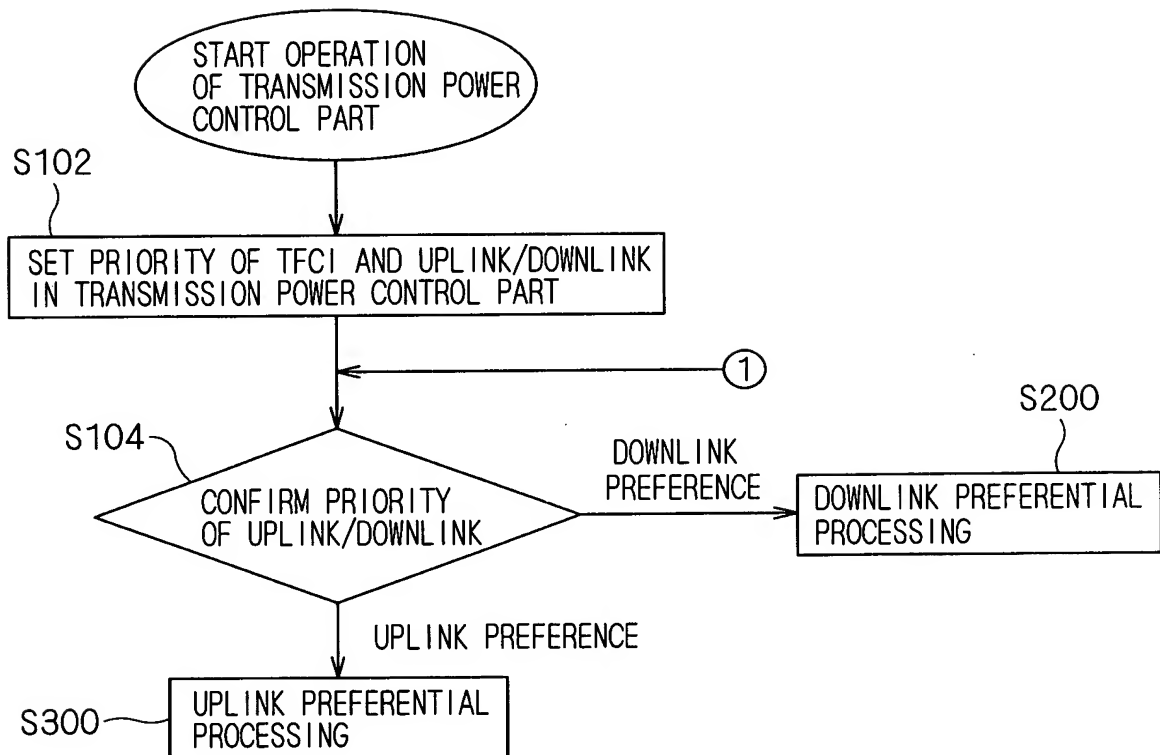 START OPERATION
OF TRANSMISSION POWER
CONTROL PART
S102
SET PRIORITY OF TFCI AND UPLINK/DOWNLINK
IN TRANSMISSION POWER CONTROL PART
1
S104
CONFIRM PRIORITY
OF UPLINK/DOWNLINK
DOWNLINK
PREFERENCE
S200
DOWNLINK PREFERENTIAL
PROCESSING
UPLINK PREFERENCE
S300
UPLINK PREFERENTIAL
PROCESSING